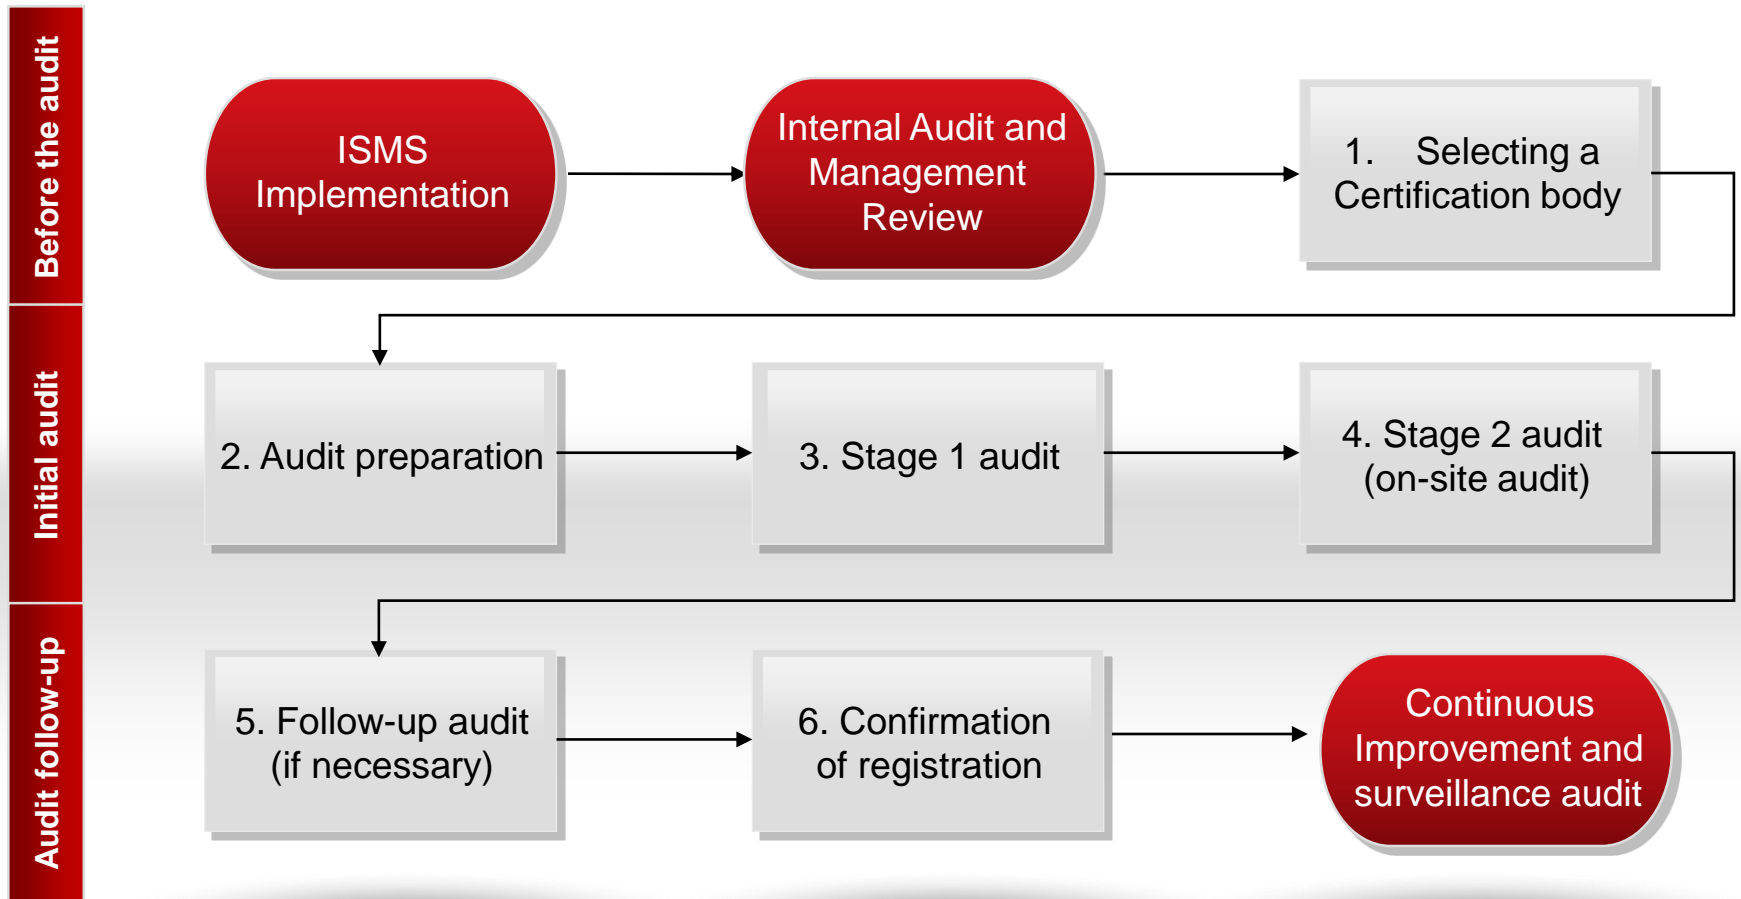 Before the audit
ISMS
Implementation
Internal Audit and
Management
Review
1. Selecting a
Certification body
Initial audit
2. Audit preparation
3. Stage 1 audit
4. Stage 2 audit
(on-site audit)
Audit follow-up
5. Follow-up audit
(if necessary)
6. Confirmation
of registration
Continuous
Improvement and
surveillance audit